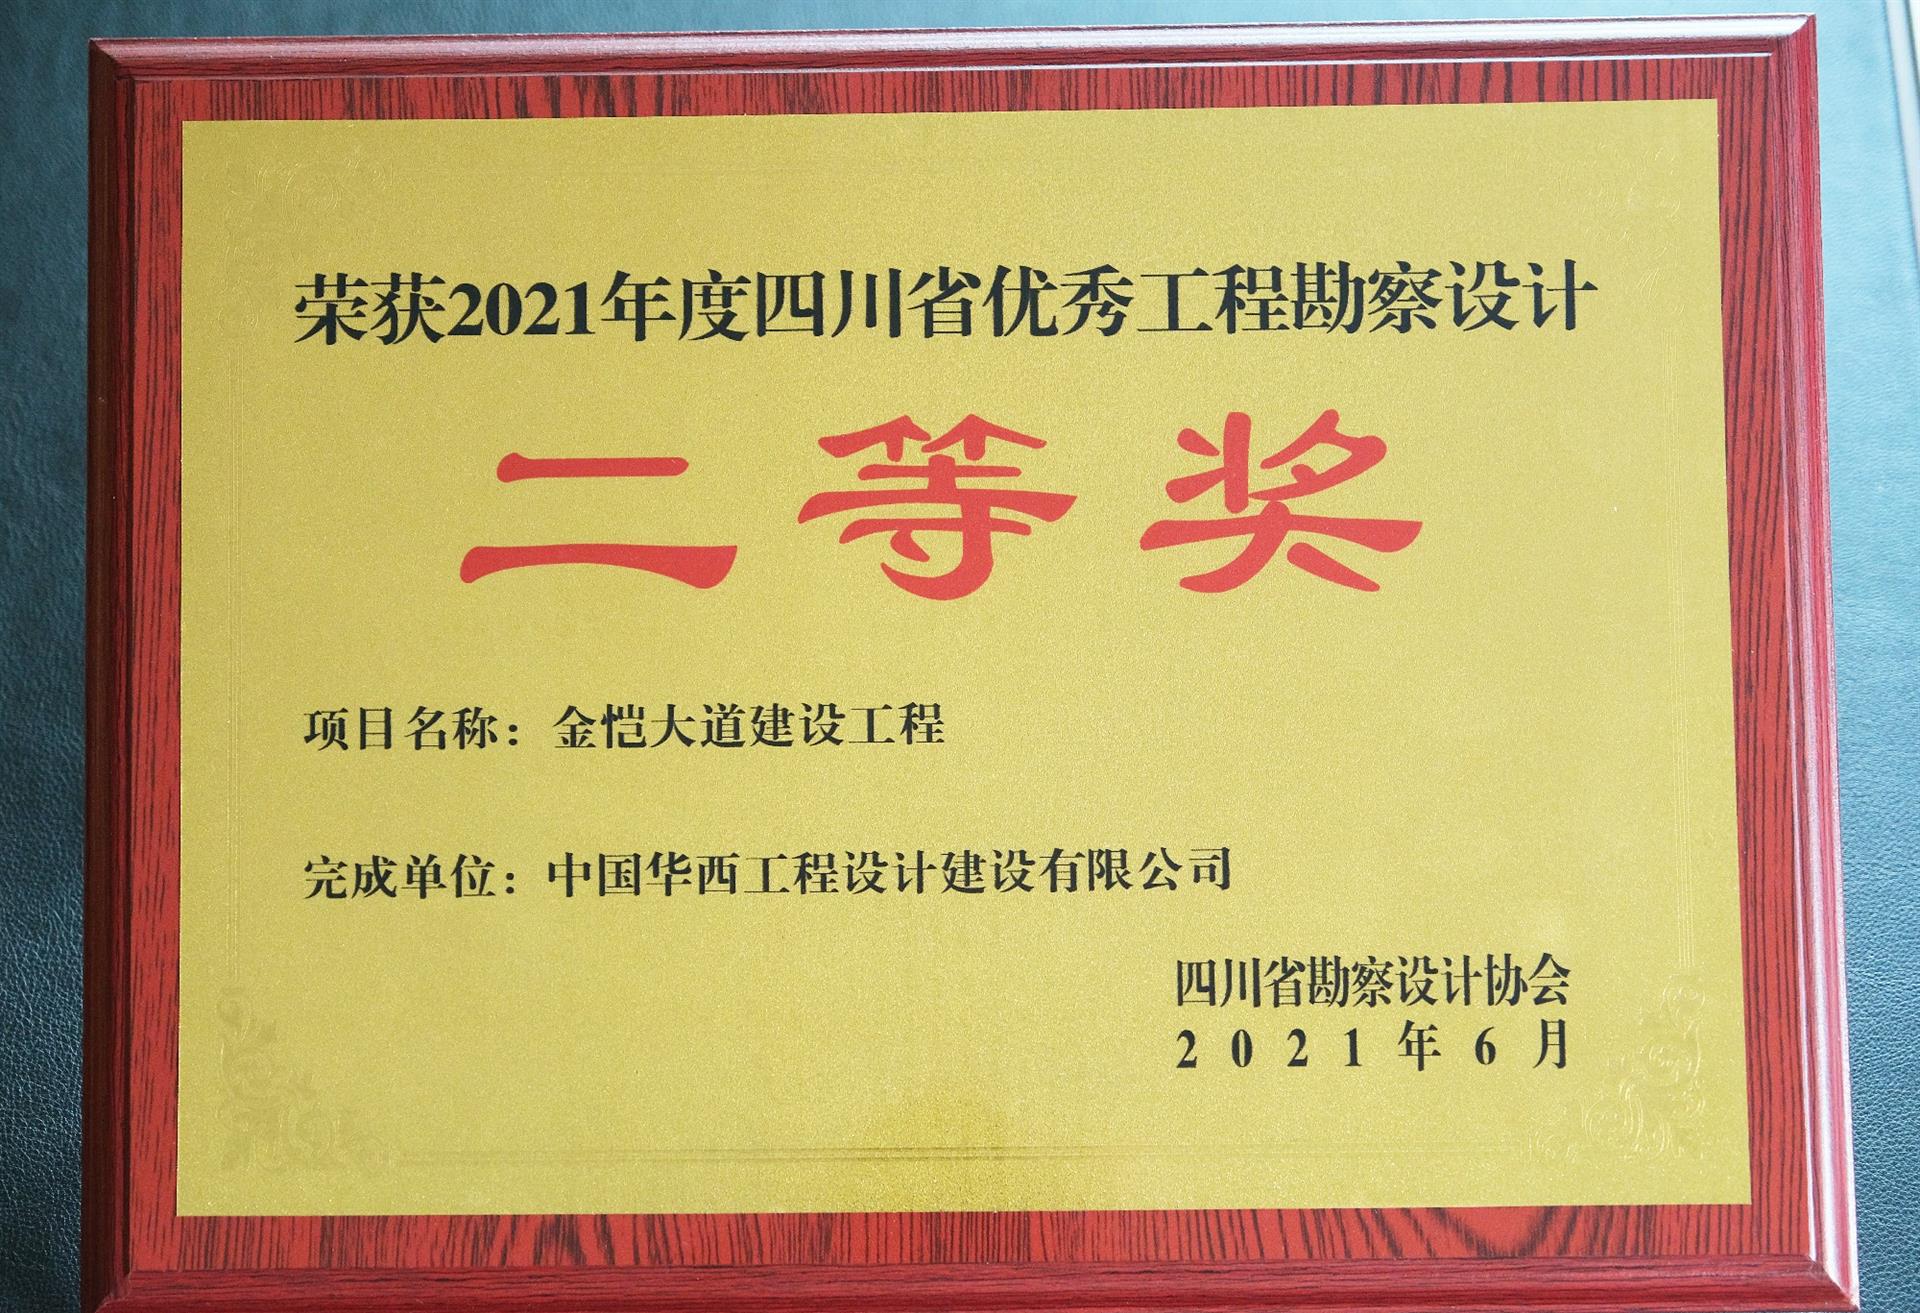 荣获2021年度四川省优秀工程勘察设计
二等奖
项目名称：金恺大道建设工程
完成单位：中国华西工程设计建设有限公司
四川省勘察设计协会
2021年6月